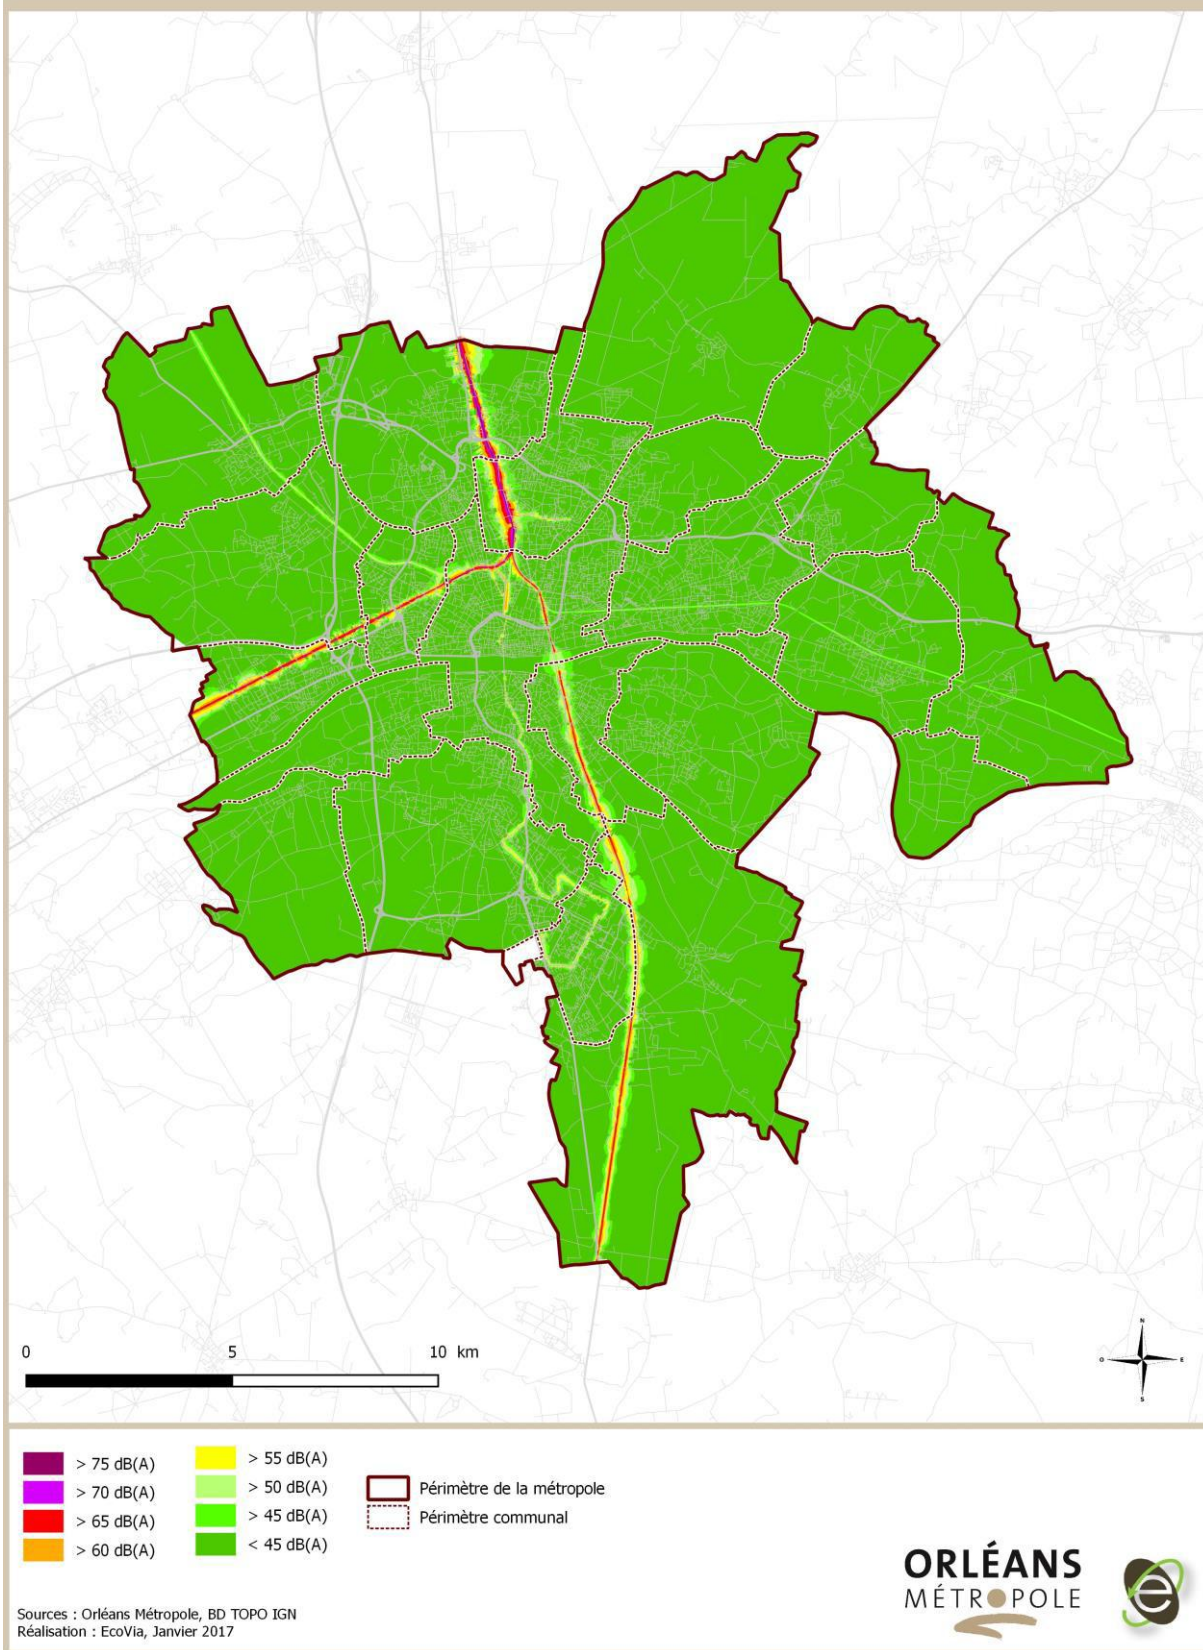 N
O
E
S
0
5
10 km
> 75 dB(A)
> 70 dB(A)
> 65 dB(A)
> 60 dB(A)
> 55 dB(A)
> 50 dB(A)
> 45 dB(A)
< 45 dB(A)
Périmètre de la métropole
Périmètre communal
Sources : Orléans Métropole, BD TOPO IGN
Réalisation : EcoVia, Janvier 2017
ORLÉANS
MÉTROPOLE
e